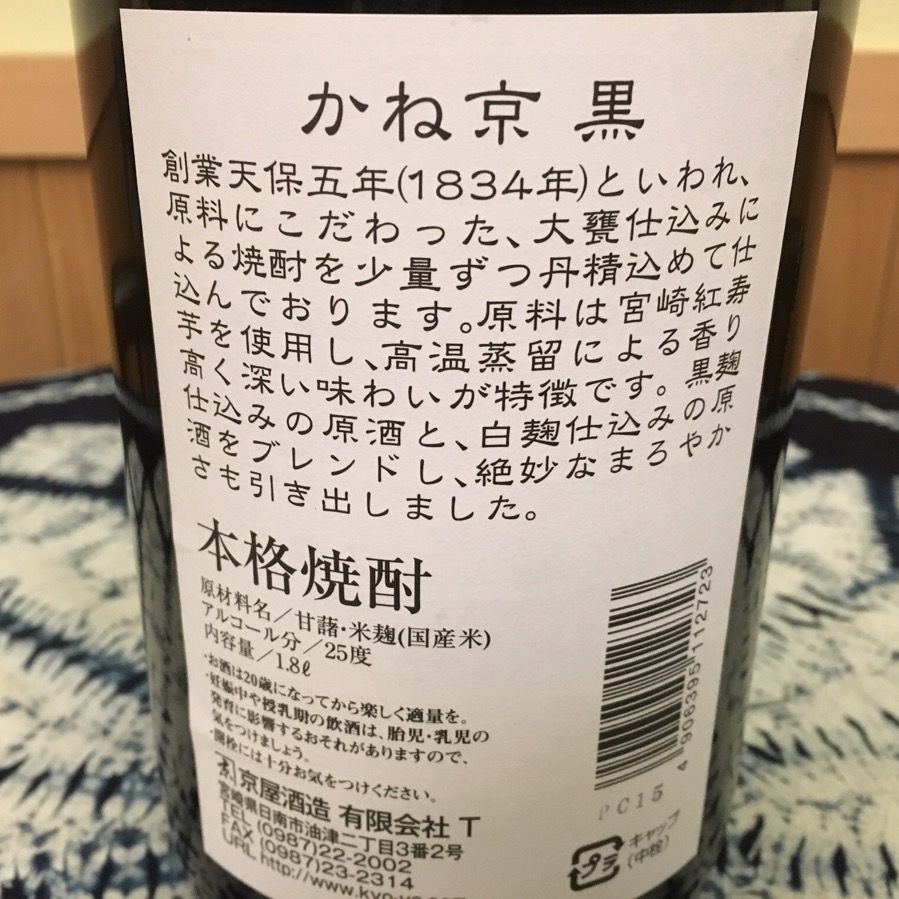 かね京 黒
創業天保五年(1834年)といわれ、
原料にこだわった、大甕仕込みに
よる焼酎を少量ずつ丹精込めて仕
込んでおります。原料は宮崎紅寿
芋を使用し、高温蒸留による香り
高く深い味わいが特徴です。黒麹
仕込みの原酒と、白麹仕込みの原
酒をブレンドし、絶妙なまろやか
さも引き出しました。
本格焼酎
原材料名／甘藷・米麹(国産米)
アルコール分／25度
内容量／1.8ℓ
・お酒は20歳になってから楽しく適量を。
・妊娠中や授乳期の飲酒は、胎児・乳児の
発育に影響するおそれがありますので、
気をつけましょう。
・開栓には十分お気をつけください。
京屋酒造 有限会社 T
宮崎県日南市油津二丁目3番2号
TEL (0987)22-2002
FAX (0987)23-2314
URL http://www.kyo-ya.com
4 906395 112723
PC15
プラ
キャップ
(中栓)